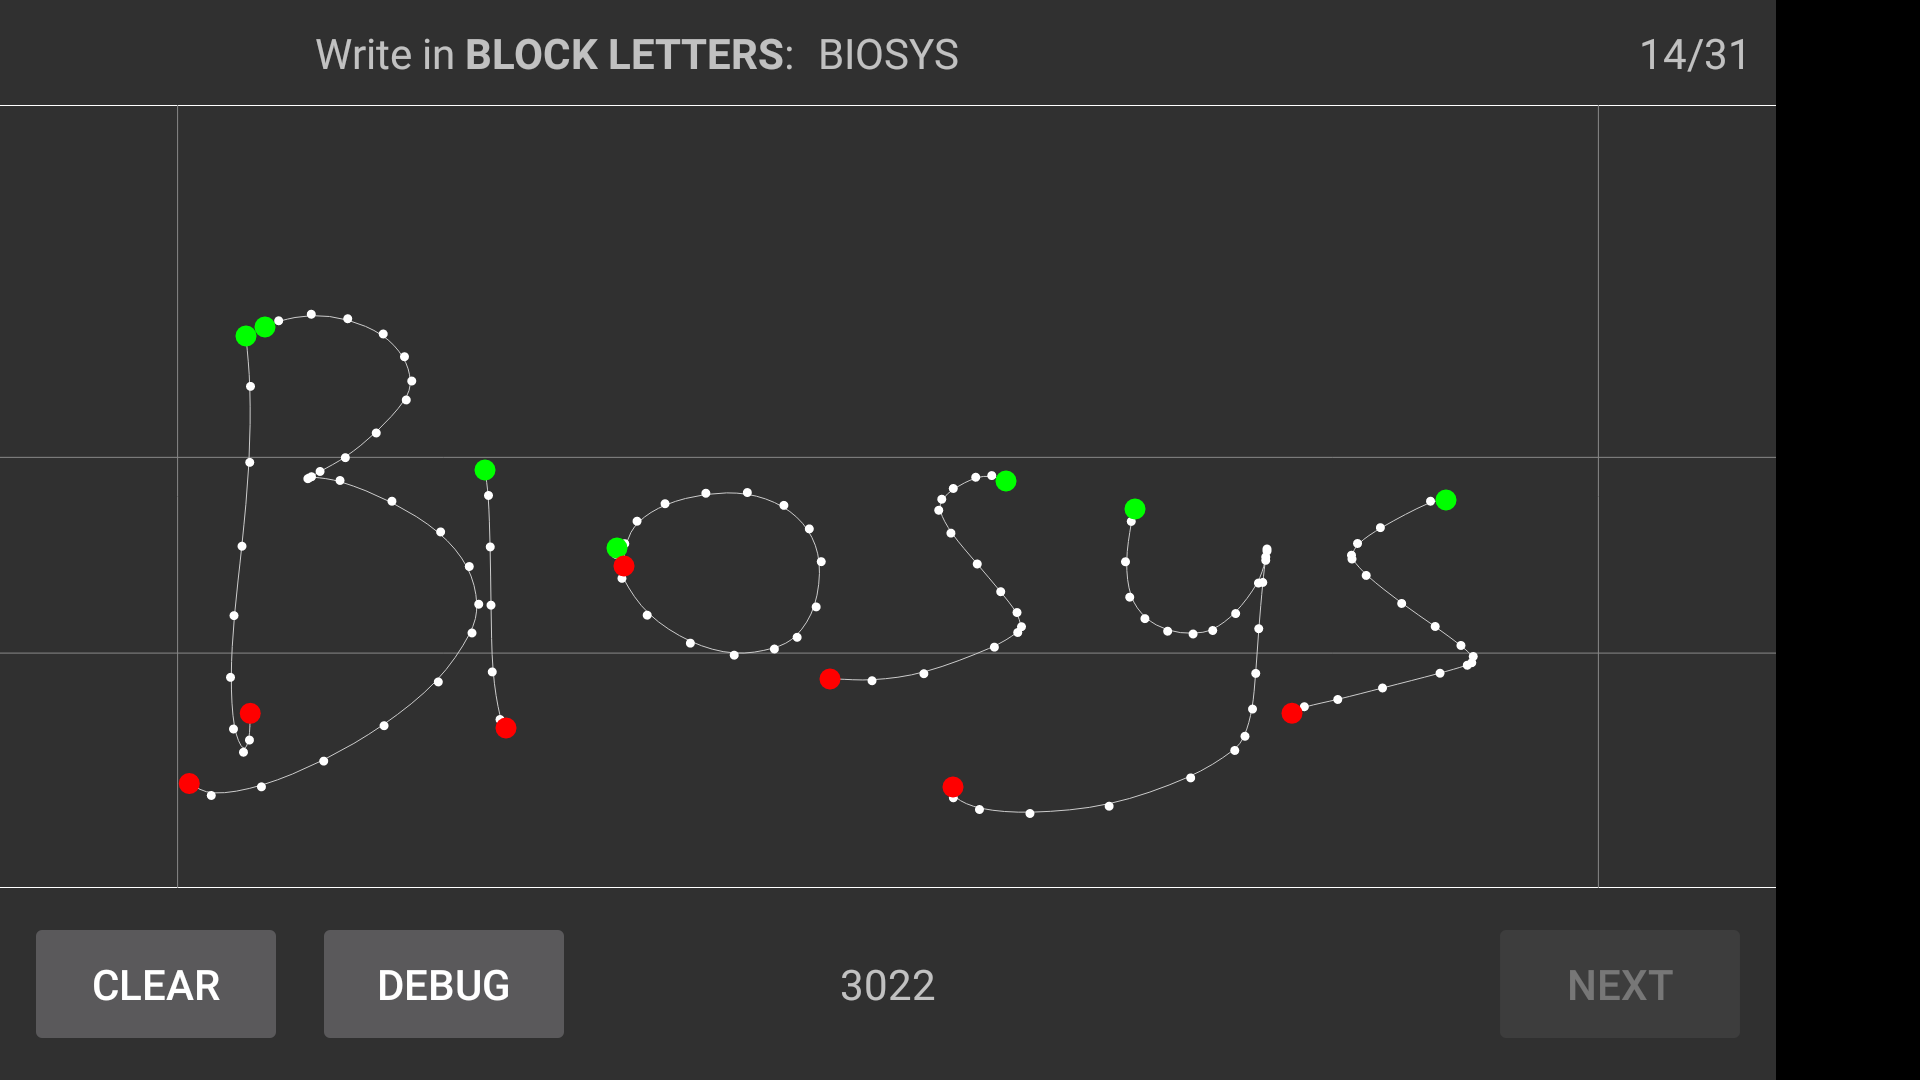 Write in BLOCK LETTERS: BIOSYS
14/31
BIOSYS
CLEAR
DEBUG
3022
NEXT